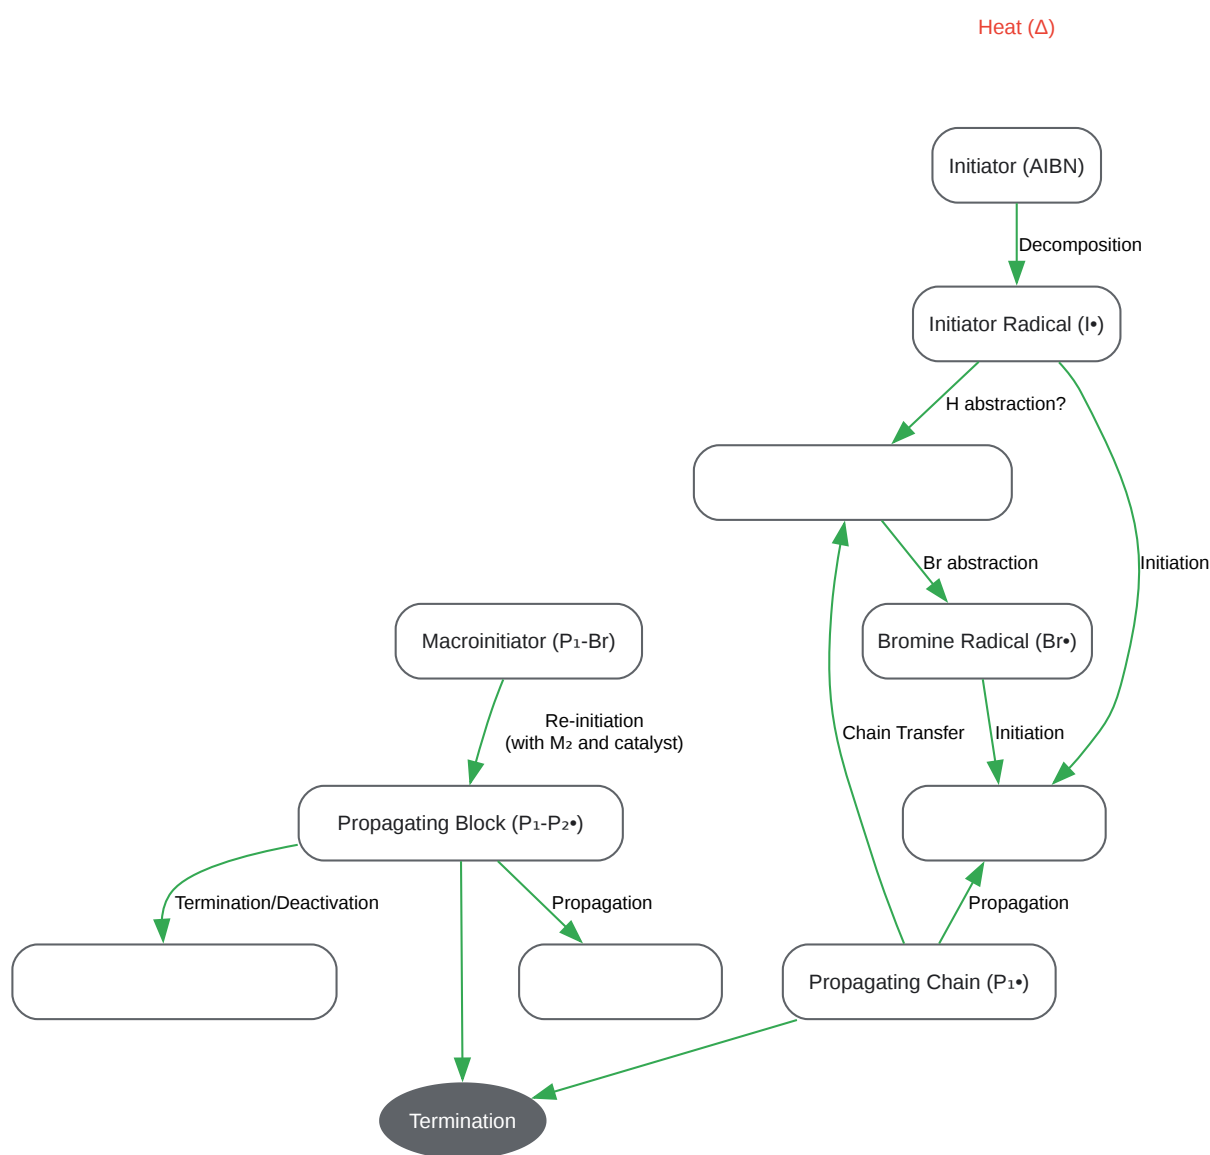 Heat (Δ)
Initiator (AIBN)
Decomposition
Initiator Radical (I•)
H abstraction?
Br abstraction
Initiation
Macroinitiator (P₁-Br)
Bromine Radical (Br•)
Re-initiation
(with M₂ and catalyst)
Chain Transfer
Initiation
Propagating Block (P₁-P₂•)
Termination/Deactivation
Propagation
Propagation
Propagating Chain (P₁•)
Termination